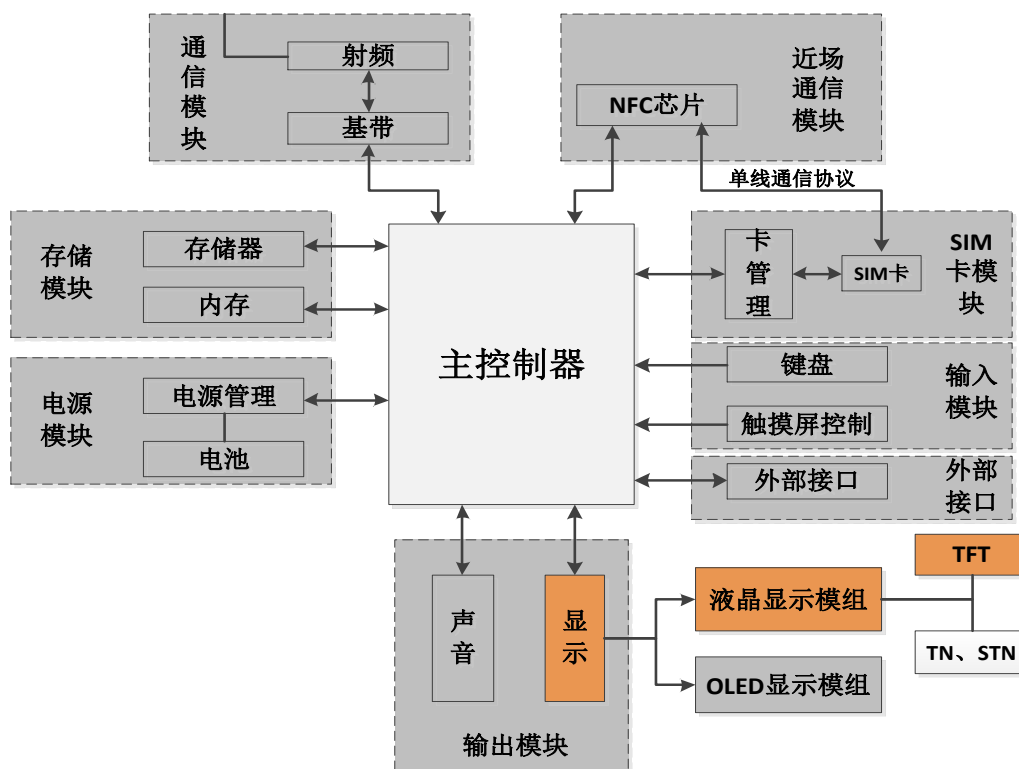 通信模块
射频
基带
近场
通信
模块
NFC芯片
单线通信协议
存储
模块
存储器
内存
主控制器
卡管理
SIM卡
SIM
卡模
块
电源
模块
电源管理
电池
键盘
触摸屏控制
输入
模块
外部接口
外部
接口
声音
显示
输出模块
液晶显示模组
OLED显示模组
TFT
TN、STN